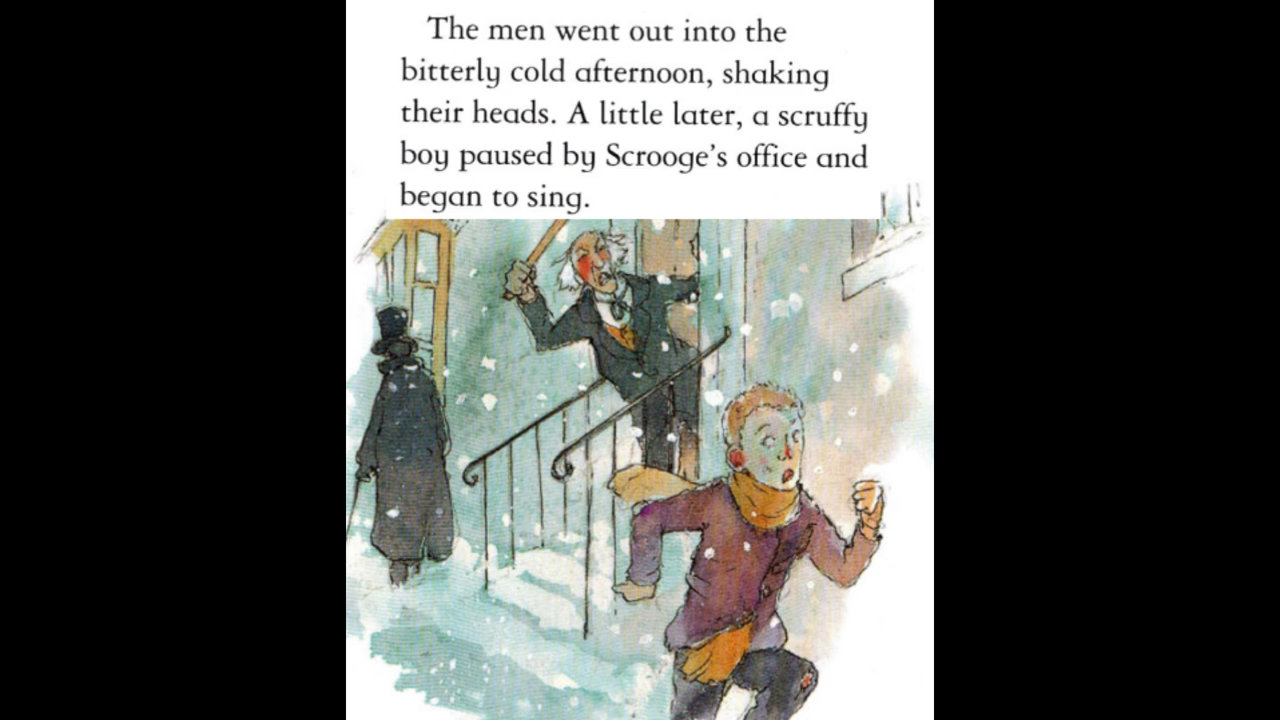 The men went out into the
bitterly cold afternoon, shaking
their heads. A little later, a scruffy
boy paused by Scrooge's office and
began to sing.